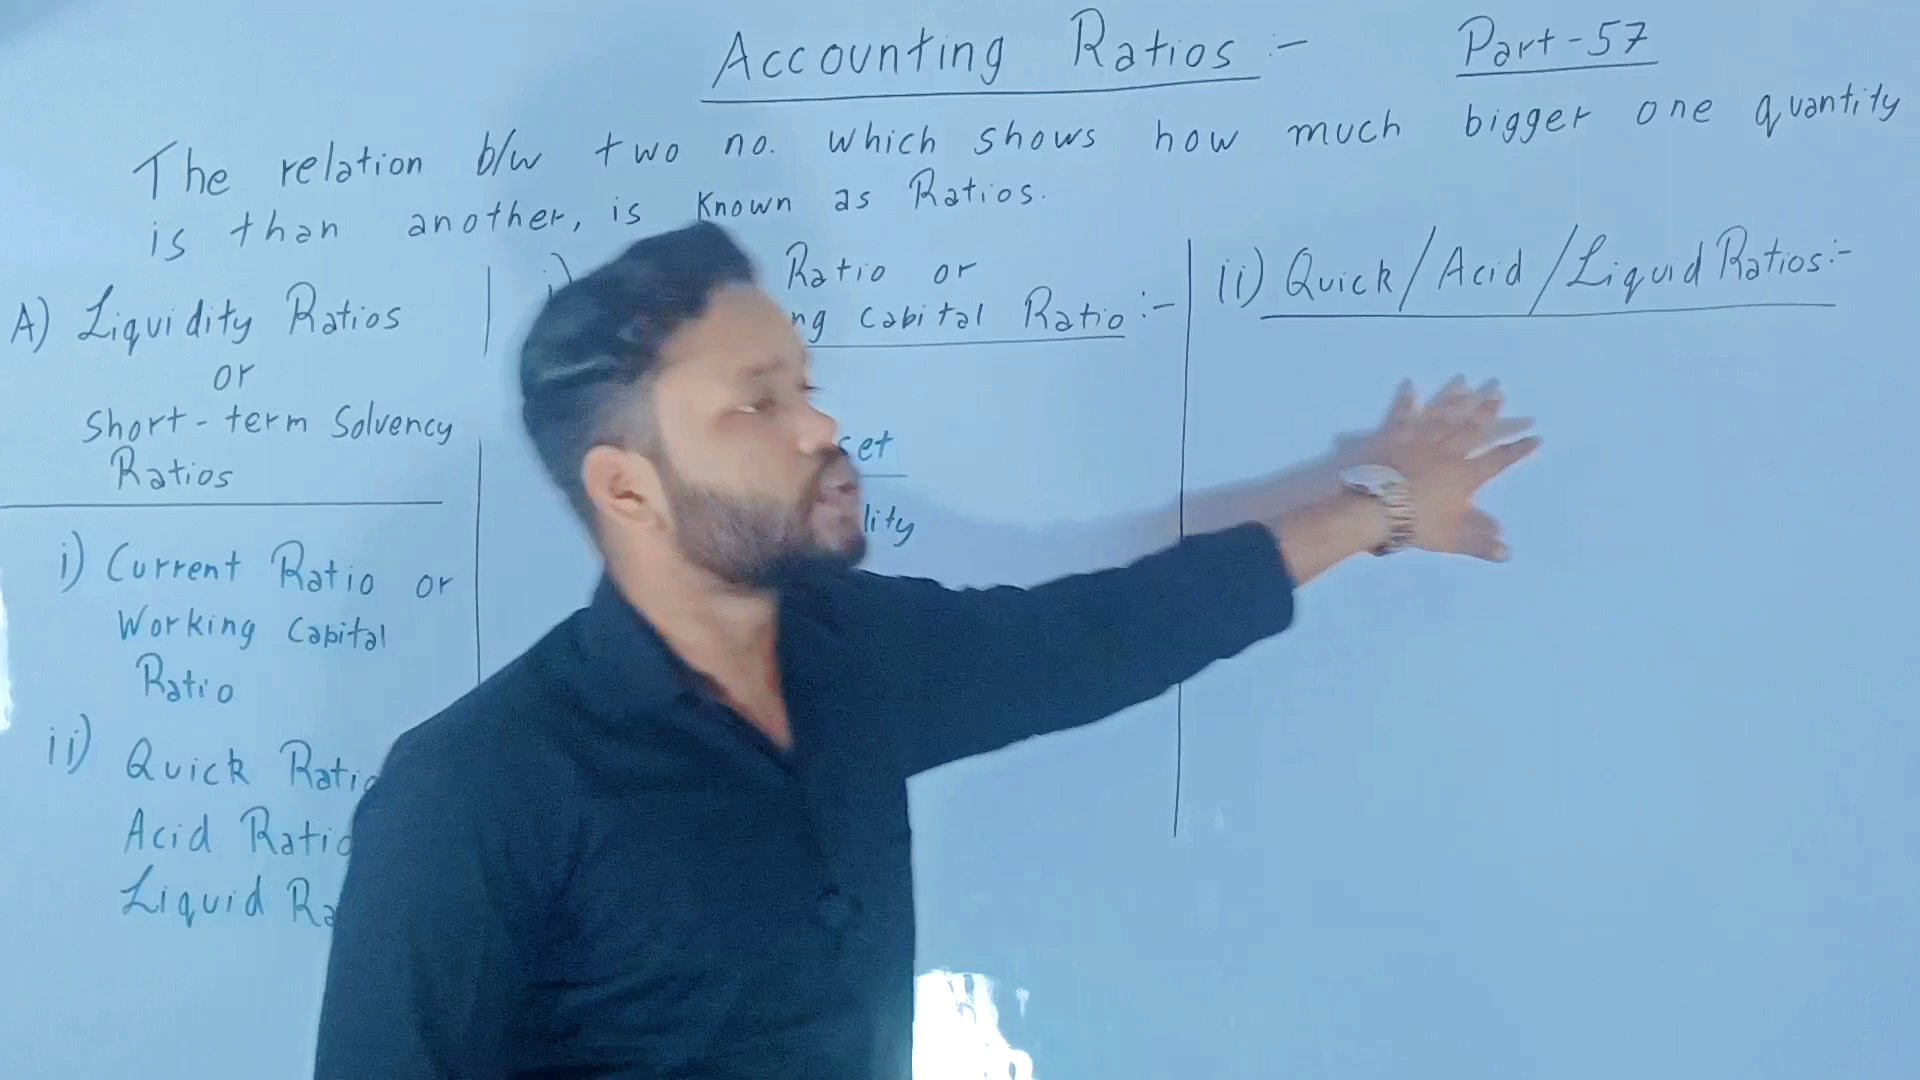 Accounting Ratios :-
Part-57
The relation b/w two no. which shows how much bigger one quantity
is than another, is known as Ratios.
A) Liquidity Ratios
or
Short-term Solvency
Ratios
i) Current Ratio or
Working Capital
Ratio
ii) Quick Ratio
Acid Ratio
Liquid
i) Ratio or
Capital Ratio :-
ii) Quick/Acid/Liquid Ratios:-